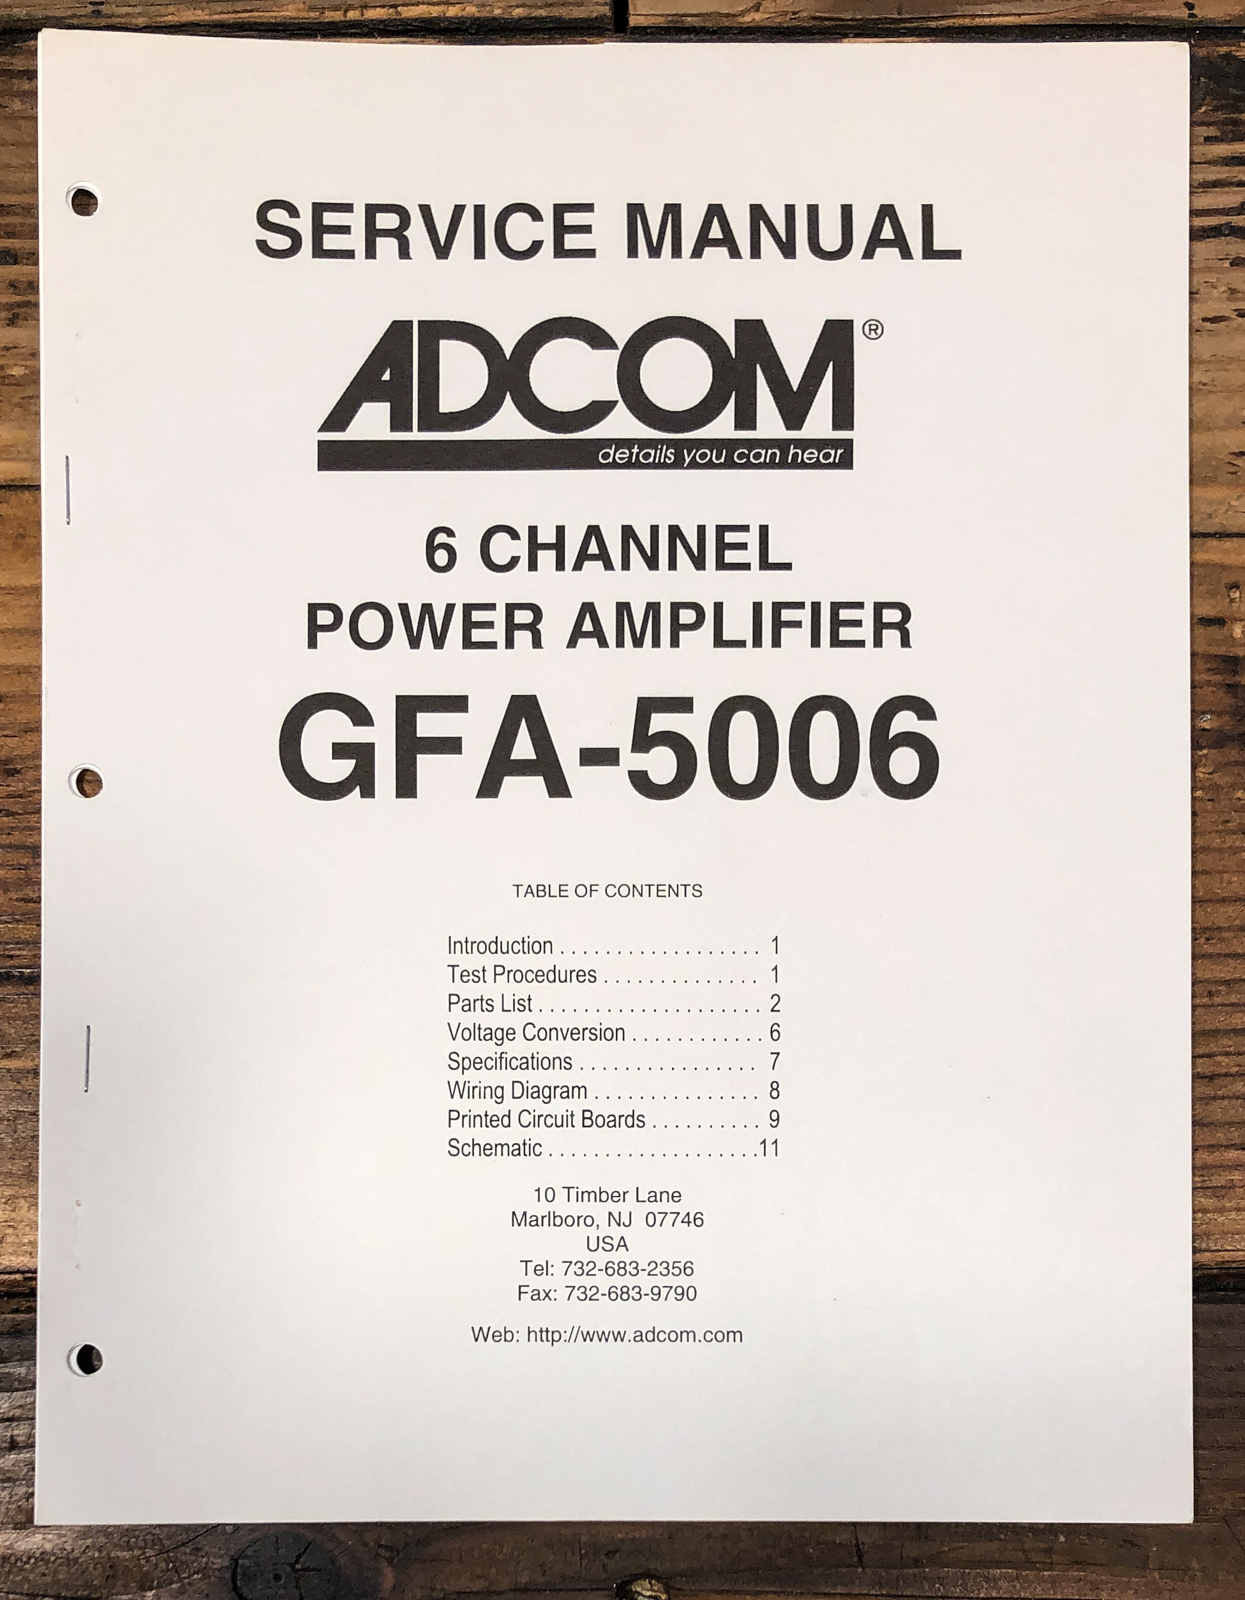 SERVICE MANUAL
ADCOM®
details you can hear
6 CHANNEL
POWER AMPLIFIER
GFA-5006
TABLE OF CONTENTS
Introduction . . . . . . . . . . . . . . . . . . 1
Test Procedures . . . . . . . . . . . . . . 1
Parts List . . . . . . . . . . . . . . . . . . . . 2
Voltage Conversion . . . . . . . . . . . . 6
Specifications . . . . . . . . . . . . . . . . 7
Wiring Diagram . . . . . . . . . . . . . . . 8
Printed Circuit Boards . . . . . . . . . . 9
Schematic . . . . . . . . . . . . . . . . . . .11
10 Timber Lane
Marlboro, NJ 07746
USA
Tel: 732-683-2356
Fax: 732-683-9790
Web: http://www.adcom.com